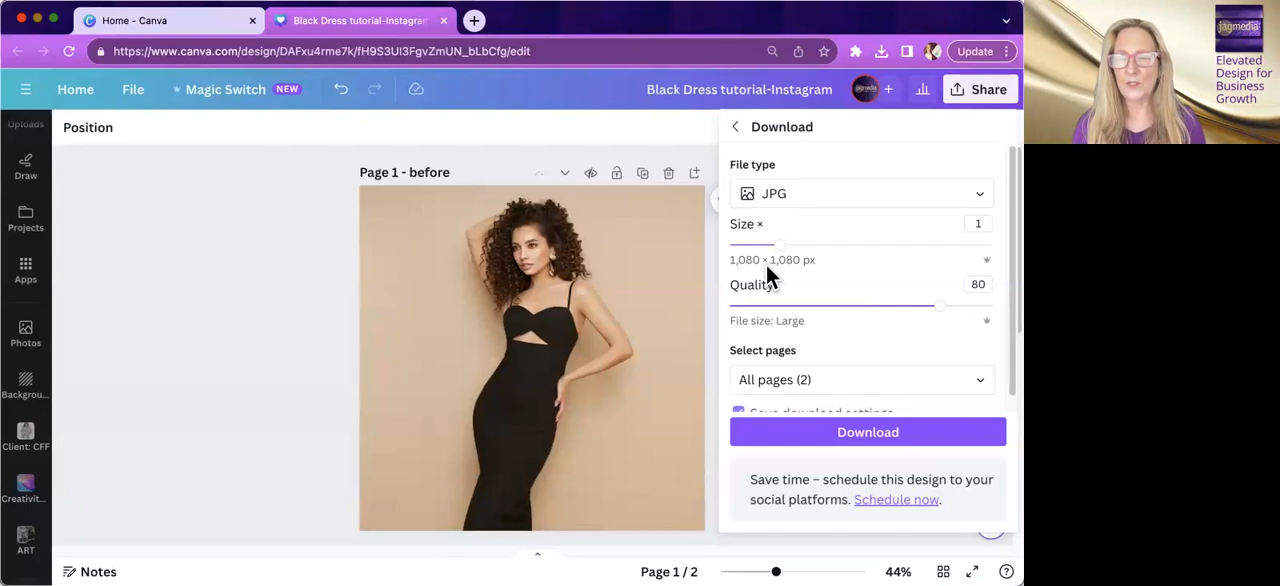 Home - Canva
Black Dress tutorial-Instagram
Update
https://www.canva.com/design/DAFxu4rme7k/fH9S3UI3FgvZmUN_bLbCfg/edit
Home
File
Magic Switch NEW
Black Dress tutorial-Instagram
Share
Uploads
Draw
Projects
Apps
Photos
Backgrou...
Client: CFF
Creativit...
ART
Position
Page 1 - before
Download
File type
JPG
Size ×
1
1,080 × 1,080 px
Quality
80
File size: Large
Select pages
All pages (2)
Save download settings
Download
Save time – schedule this design to your
social platforms. Schedule now.
Notes
Page 1 / 2
44%
jagmedia
Elevated
Design for
Business
Growth